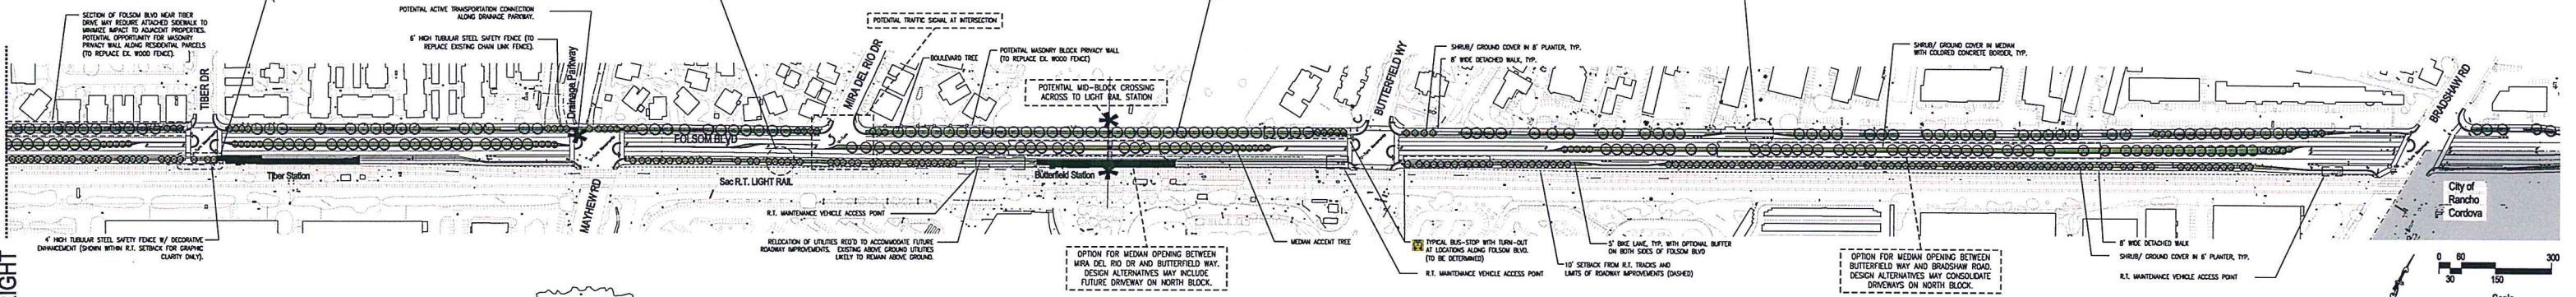 SECTION OF FOLSOM BLVD NEAR TIBER
DRIVE MAY REQUIRE ATTACHED SIDEWALK TO
MINIMIZE IMPACT TO ADJACENT PROPERTIES.
POTENTIAL OPPORTUNITY FOR MASONRY
PRIVACY WALL ALONG RESIDENTIAL PARCELS
(TO REPLACE EX. WOOD FENCE).
TIBER DR
POTENTIAL ACTIVE TRANSPORTATION CONNECTION
ALONG DRAINAGE PARKWAY.
6' HIGH TUBULAR STEEL SAFETY FENCE (TO
REPLACE EXISTING CHAIN LINK FENCE).
Drainage Parkway
POTENTIAL TRAFFIC SIGNAL AT INTERSECTION
MIRA DEL RIO DR
BOULEVARD TREE
POTENTIAL MASONRY BLOCK PRIVACY WALL
(TO REPLACE EX. WOOD FENCE)
POTENTIAL MID-BLOCK CROSSING
ACROSS TO LIGHT RAIL STATION
BUTTERFIELD WY
SHRUB/ GROUND COVER IN 8' PLANTER, TYP.
8' WIDE DETACHED WALK, TYP.
SHRUB/ GROUND COVER IN MEDIAN
WITH COLORED CONCRETE BORDER, TYP.
BRADSHAW RD
FOLSOM BLVD
Tiber Station
MAYHEW RD
Sac R.T. LIGHT RAIL
Butterfield Station
City of
Rancho
Cordova
4' HIGH TUBULAR STEEL SAFETY FENCE W/ DECORATIVE
ENHANCEMENT (SHOWN WITHIN R.T. SETBACK FOR GRAPHIC
CLARITY ONLY).
R.T. MAINTENANCE VEHICLE ACCESS POINT
RELOCATION OF UTILITIES REQ'D TO ACCOMMODATE FUTURE
ROADWAY IMPROVEMENTS. EXISTING ABOVE GROUND UTILITIES
LIKELY TO REMAIN ABOVE GROUND.
OPTION FOR MEDIAN OPENING BETWEEN
MIRA DEL RIO DR AND BUTTERFIELD WAY.
DESIGN ALTERNATIVES MAY INCLUDE
FUTURE DRIVEWAY ON NORTH BLOCK.
MEDIAN ACCENT TREE
TYPICAL BUS-STOP WITH TURN-OUT
AT LOCATIONS ALONG FOLSOM BLVD.
(TO BE DETERMINED)
R.T. MAINTENANCE VEHICLE ACCESS POINT
5' BIKE LANE, TYP. WITH OPTIONAL BUFFER
ON BOTH SIDES OF FOLSOM BLVD
10' SETBACK FROM R.T. TRACKS AND
LIMITS OF ROADWAY IMPROVEMENTS (DASHED)
OPTION FOR MEDIAN OPENING BETWEEN
BUTTERFIELD WAY AND BRADSHAW ROAD.
DESIGN ALTERNATIVES MAY CONSOLIDATE
DRIVEWAYS ON NORTH BLOCK.
8' WIDE DETACHED WALK
SHRUB/ GROUND COVER IN 6' PLANTER, TYP.
R.T. MAINTENANCE VEHICLE ACCESS POINT
0 60 300
30 150